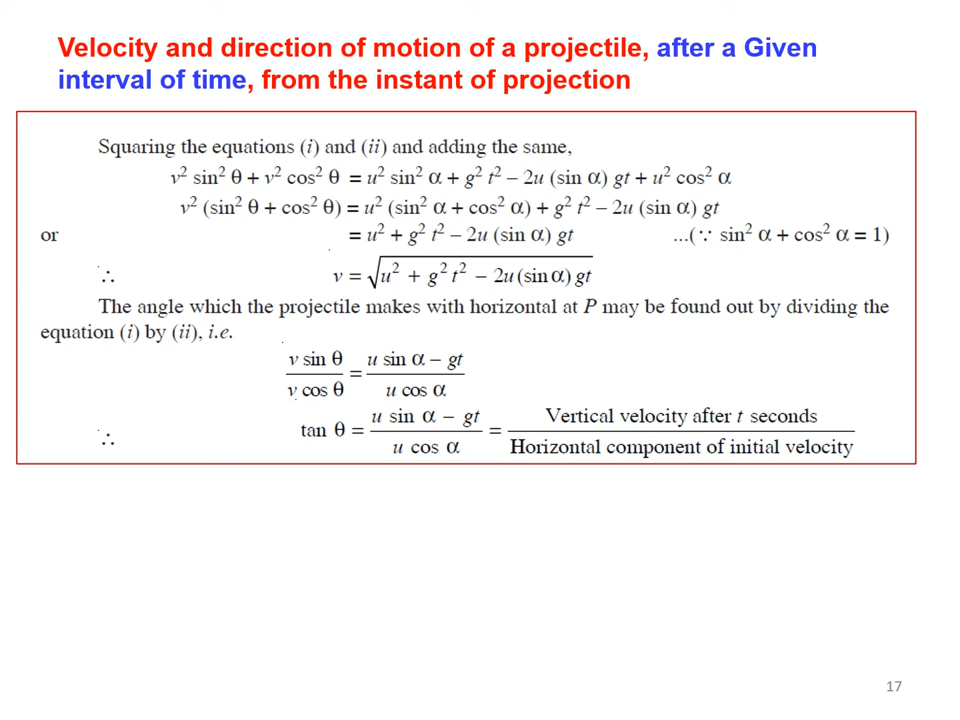 Velocity and direction of motion of a projectile, after a Given
interval of time, from the instant of projection
Squaring the equations (i) and (ii) and adding the same,
v² sin² θ + v² cos² θ = u² sin² α + g² t² – 2u (sin α) gt + u² cos² α
v² (sin² θ + cos² θ) = u² (sin² α + cos² α) + g² t² – 2u (sin α) gt
or = u² + g² t² – 2u (sin α) gt ...(∵ sin² α + cos² α = 1)
∴ v = √(u² + g² t² – 2u (sin α) gt)
The angle which the projectile makes with horizontal at P may be found out by dividing the
equation (i) by (ii), i.e.
v sin θ / v cos θ = u sin α – gt / u cos α
∴ tan θ = u sin α – gt / u cos α = Vertical velocity after t seconds / Horizontal component of initial velocity
17